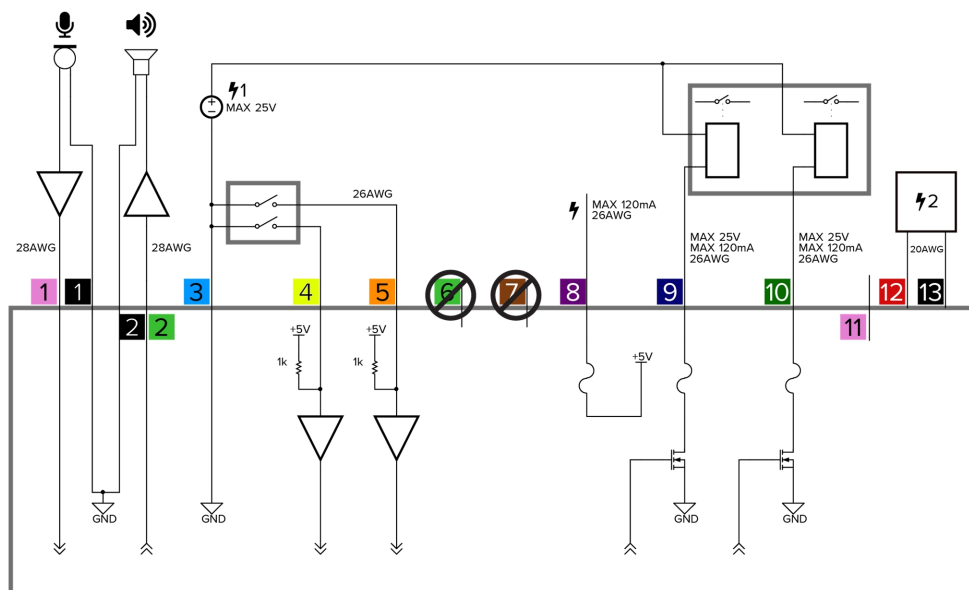 1
MAX 25V
26AWG
MAX 120mA
26AWG
2
28AWG
28AWG
MAX 25V
MAX 120mA
26AWG
MAX 25V
MAX 120mA
26AWG
20AWG
1
1
3
4
5
6
7
8
9
10
12
13
2
2
11
+5V
+5V
+5V
1k
1k
GND
GND
GND
GND